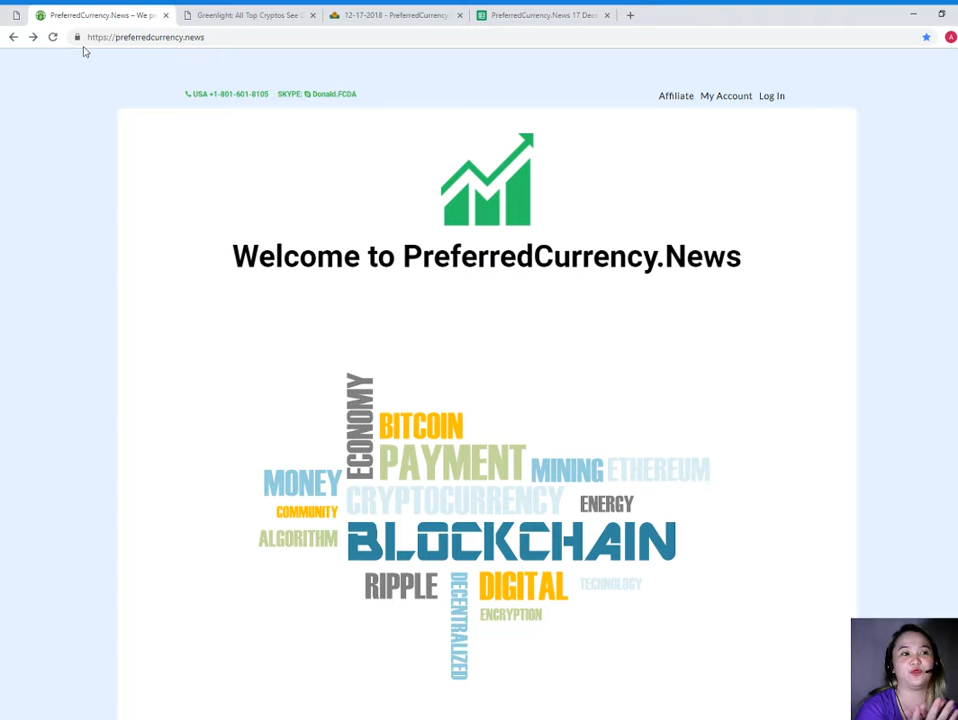 PreferredCurrency.News – We pr
Greenlight: All Top Cryptos See G
12-17-2018 - PreferredCurrency.
PreferredCurrency.News 17 Dece
https://preferredcurrency.news
A
USA +1-801-601-8105 SKYPE: Donald.FCDA
Affiliate My Account Log In
Welcome to PreferredCurrency.News
ECONOMY
BITCOIN
PAYMENT
MONEY
MINING ETHEREUM
CRYPTOCURRENCY
ENERGY
COMMUNITY
ALGORITHM
BLOCKCHAIN
RIPPLE
DECENTRALIZED
DIGITAL
TECHNOLOGY
ENCRYPTION